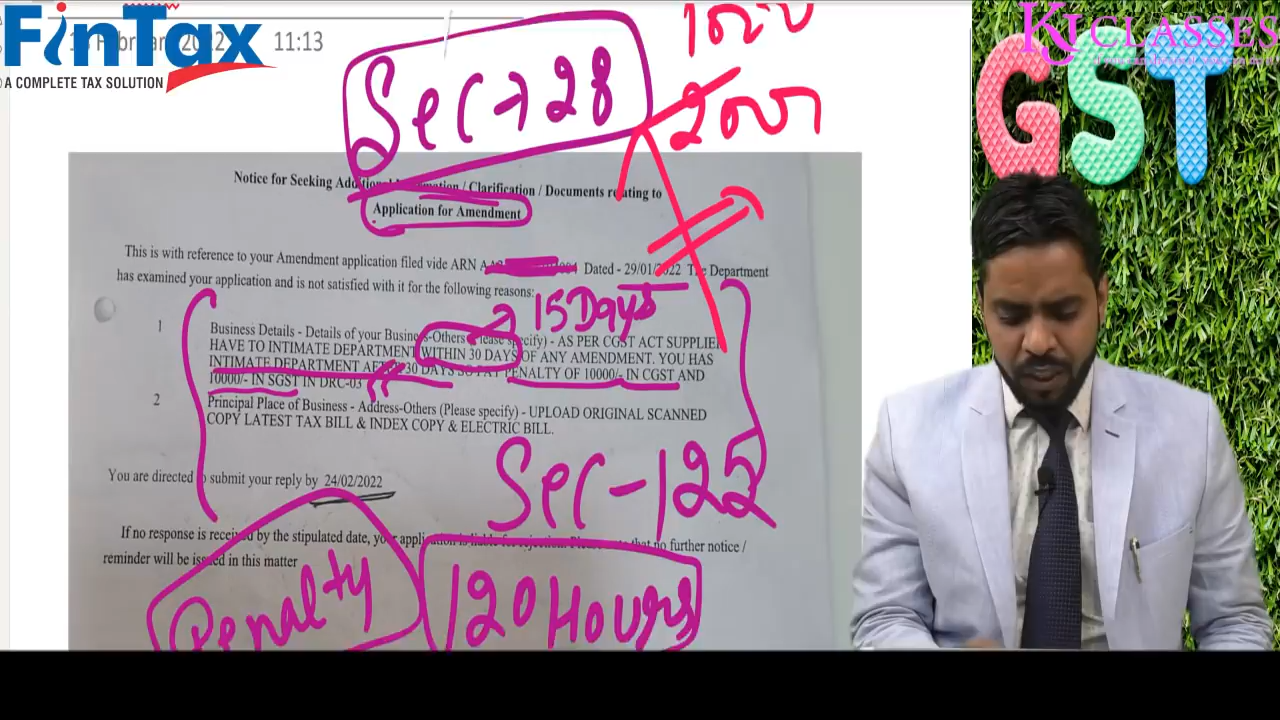 FinTax
A COMPLETE TAX SOLUTION
2022 11:13
KJ CLASSES
GST
Sec → 28
Notice for Seeking Additional Information / Clarification / Documents relating to
Application for Amendment
This is with reference to your Amendment application filed vide ARN Dated - 29/01/2022 The Department
has examined your application and is not satisfied with it for the following reasons:
15 Days
1 Business Details - Details of your Business-Others (Please specify) - AS PER CGST ACT SUPPLIER
HAVE TO INTIMATE DEPARTMENT WITHIN 30 DAYS OF ANY AMENDMENT. YOU HAS
INTIMATE DEPARTMENT AFTER 30 DAYS SO PAY PENALTY OF 10000/- IN CGST AND
10000/- IN SGST IN DRC-03
2 Principal Place of Business - Address-Others (Please specify) - UPLOAD ORIGINAL SCANNED
COPY LATEST TAX BILL & INDEX COPY & ELECTRIC BILL.
Sec - 122
You are directed to submit your reply by 24/02/2022
If no response is received by the stipulated date, your application is liable for rejection. Please note that no further notice /
reminder will be issued in this matter
Penalty
120 Hours